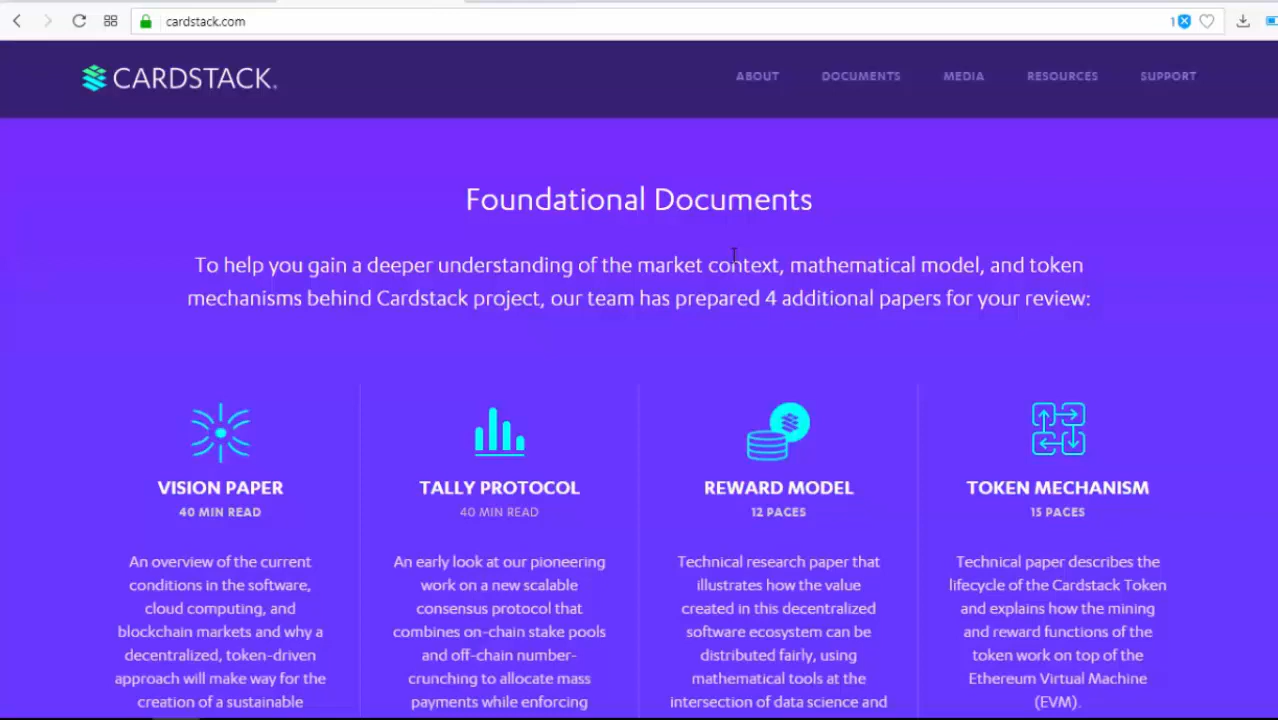 cardstack.com
1
CARDSTACK.
ABOUT
DOCUMENTS
MEDIA
RESOURCES
SUPPORT
Foundational Documents
To help you gain a deeper understanding of the market context, mathematical model, and token
mechanisms behind Cardstack project, our team has prepared 4 additional papers for your review:
VISION PAPER
40 MIN READ
An overview of the current
conditions in the software,
cloud computing, and
blockchain markets and why a
decentralized, token-driven
approach will make way for the
creation of a sustainable
TALLY PROTOCOL
40 MIN READ
An early look at our pioneering
work on a new scalable
consensus protocol that
combines on-chain stake pools
and off-chain number-
crunching to allocate mass
payments while enforcing
REWARD MODEL
12 PACES
Technical research paper that
illustrates how the value
created in this decentralized
software ecosystem can be
distributed fairly, using
mathematical tools at the
intersection of data science and
TOKEN MECHANISM
15 PACES
Technical paper describes the
lifecycle of the Cardstack Token
and explains how the mining
and reward functions of the
token work on top of the
Ethereum Virtual Machine
(EVM).